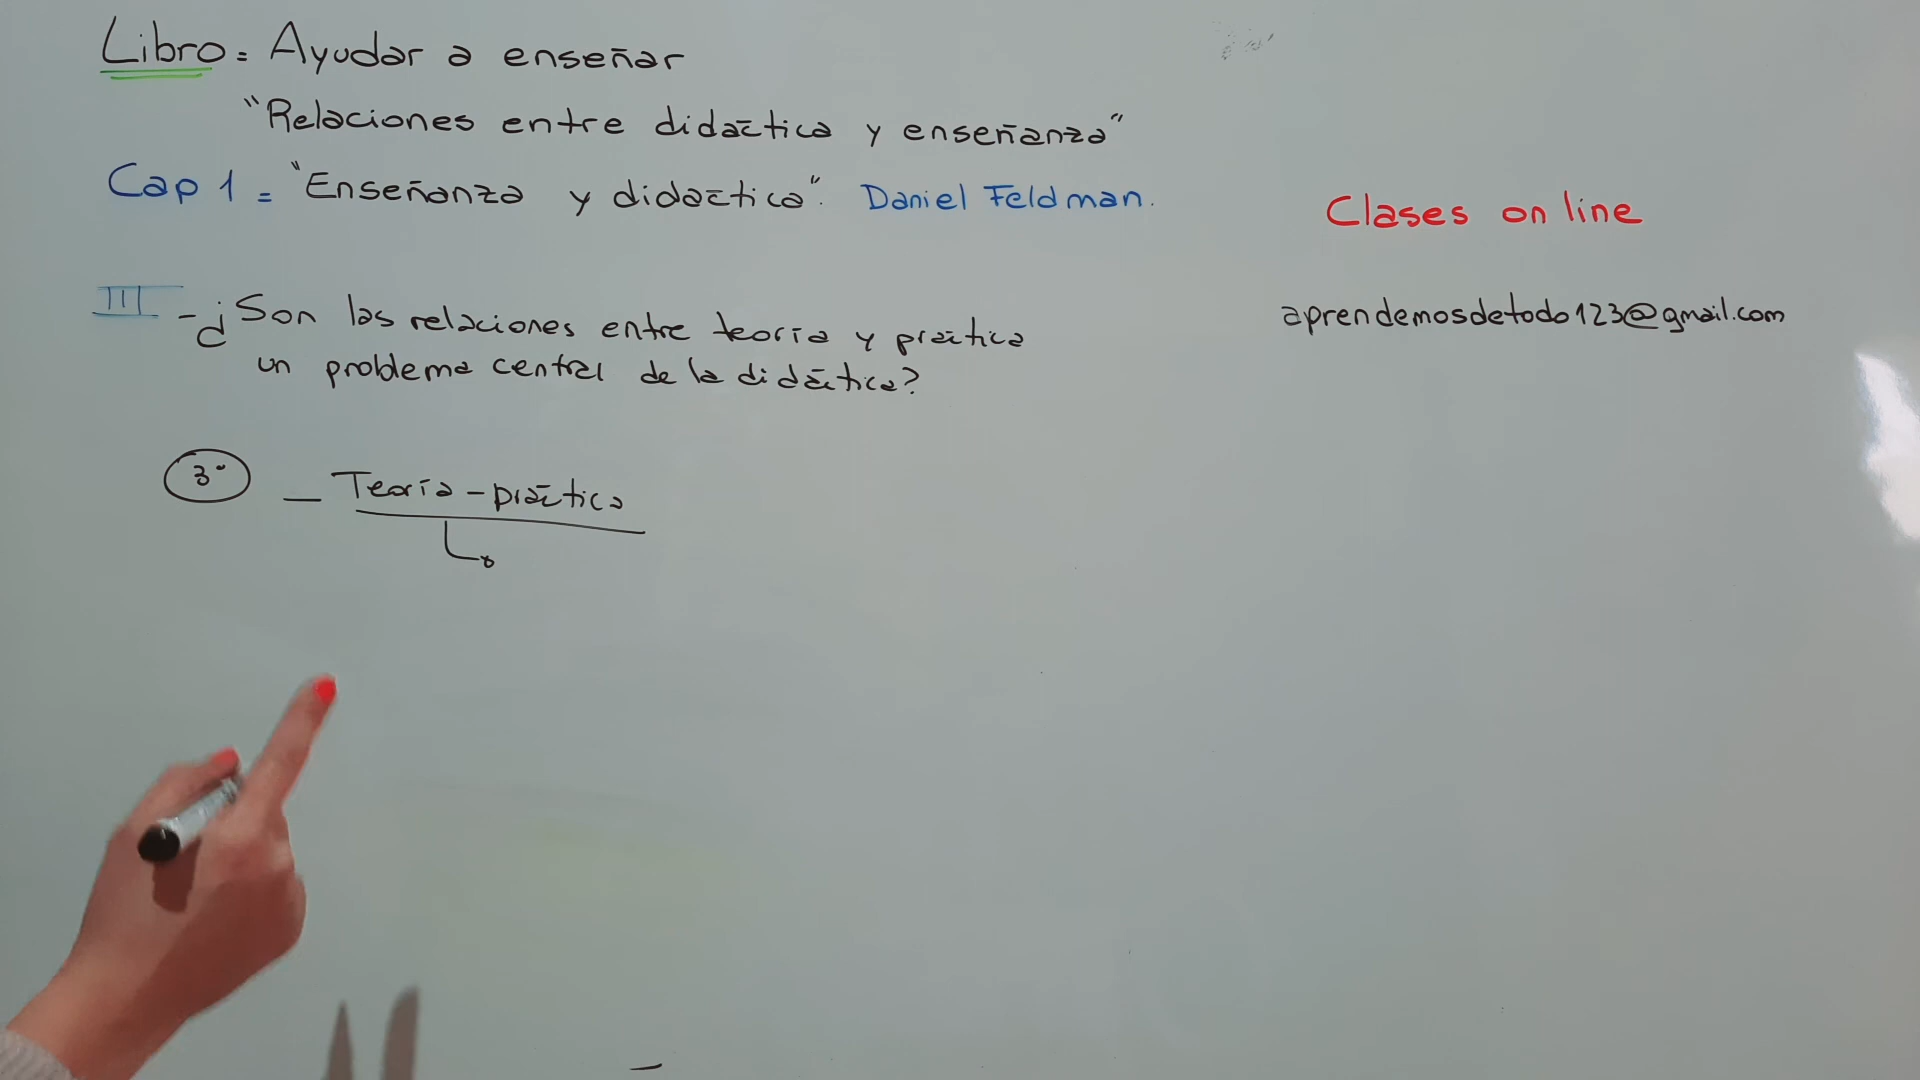 Libro = Ayudar a enseñar
"Relaciones entre didáctica y enseñanza"
Cap 1 = "Enseñanza y didáctica". Daniel Feldman.
Clases on line
aprendemosdetodo123@gmail.com
III - ¿Son las relaciones entre teoría y práctica
un problema central de la didáctica?
3° — Teoría - práctica